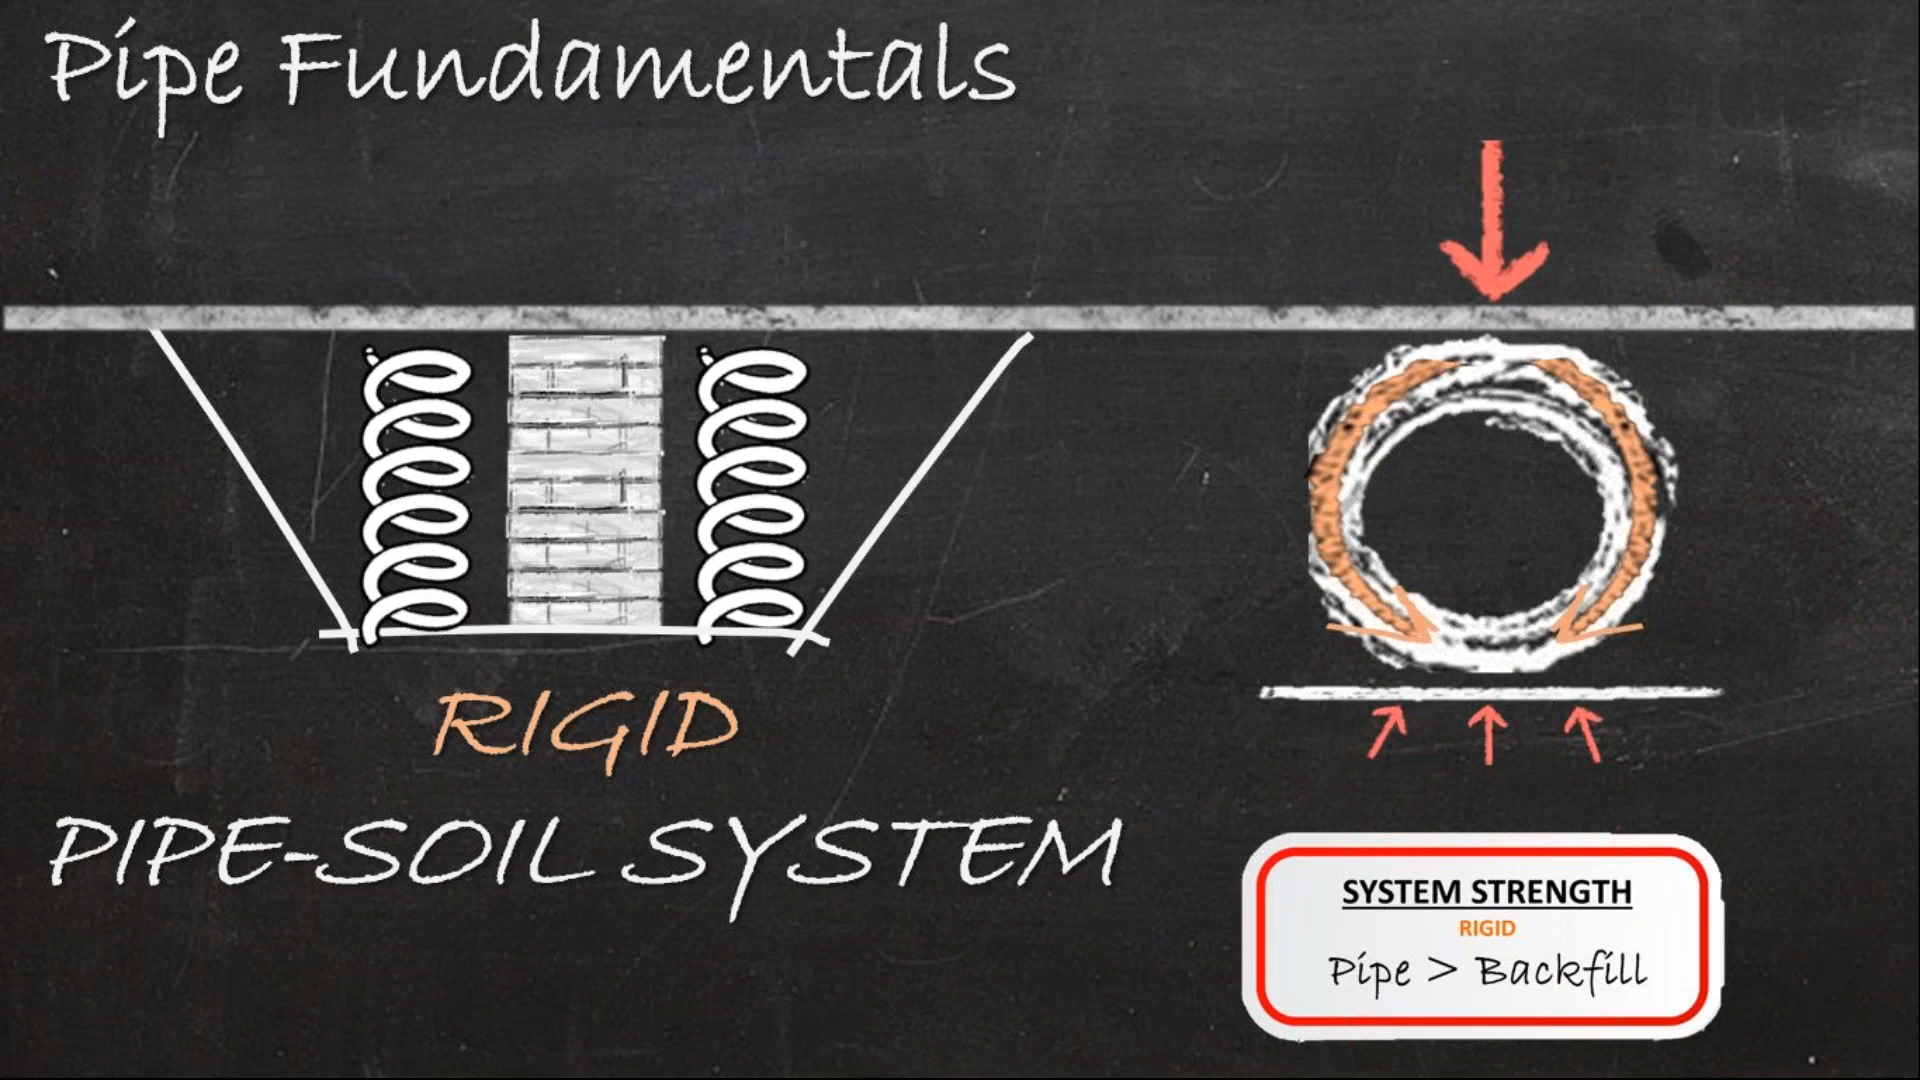 Pipe Fundamentals
RIGID
PIPE-SOIL SYSTEM
SYSTEM STRENGTH
RIGID
Pipe > Backfill